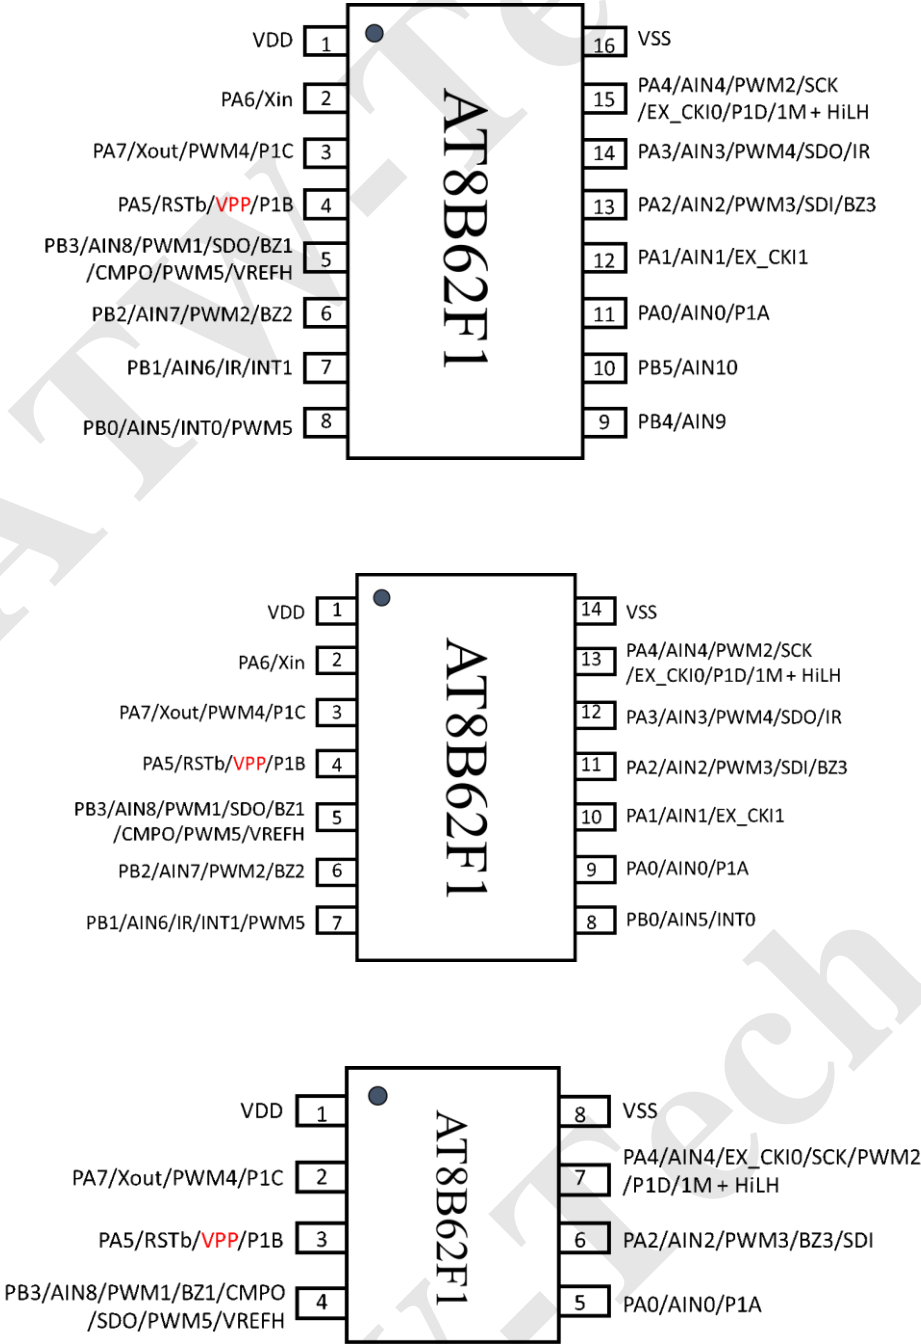 VDD 1 16 VSS
PA6/Xin 2 15 PA4/AIN4/PWM2/SCK
/EX_CKI0/P1D/1M + HiLH
PA7/Xout/PWM4/P1C 3 14 PA3/AIN3/PWM4/SDO/IR
PA5/RSTb/VPP/P1B 4 13 PA2/AIN2/PWM3/SDI/BZ3
PB3/AIN8/PWM1/SDO/BZ1
/CMPO/PWM5/VREFH 5 12 PA1/AIN1/EX_CKI1
PB2/AIN7/PWM2/BZ2 6 11 PA0/AIN0/P1A
PB1/AIN6/IR/INT1 7 10 PB5/AIN10
PB0/AIN5/INT0/PWM5 8 9 PB4/AIN9
AT8B62F1
VDD 1 14 VSS
PA6/Xin 2 13 PA4/AIN4/PWM2/SCK
/EX_CKI0/P1D/1M + HiLH
PA7/Xout/PWM4/P1C 3 12 PA3/AIN3/PWM4/SDO/IR
PA5/RSTb/VPP/P1B 4 11 PA2/AIN2/PWM3/SDI/BZ3
PB3/AIN8/PWM1/SDO/BZ1
/CMPO/PWM5/VREFH 5 10 PA1/AIN1/EX_CKI1
PB2/AIN7/PWM2/BZ2 6 9 PA0/AIN0/P1A
PB1/AIN6/IR/INT1/PWM5 7 8 PB0/AIN5/INT0
AT8B62F1
VDD 1 8 VSS
PA7/Xout/PWM4/P1C 2 7 PA4/AIN4/EX_CKI0/SCK/PWM2
/P1D/1M + HiLH
PA5/RSTb/VPP/P1B 3 6 PA2/AIN2/PWM3/BZ3/SDI
PB3/AIN8/PWM1/BZ1/CMPO
/SDO/PWM5/VREFH 4 5 PA0/AIN0/P1A
AT8B62F1
ATW-Tech